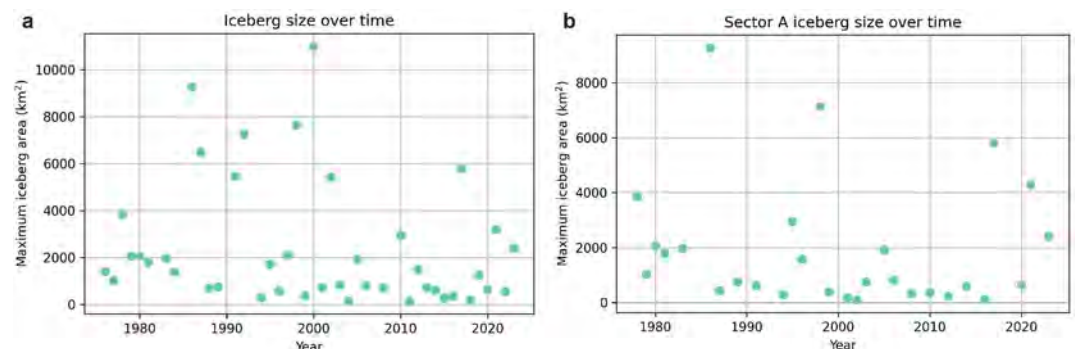 a
Iceberg size over time
Maximum iceberg area (km²)
10000
8000
6000
4000
2000
0
1980
1990
2000
2010
2020
Year
b
Sector A iceberg size over time
Maximum iceberg area (km²)
8000
6000
4000
2000
0
1980
1990
2000
2010
2020
Year